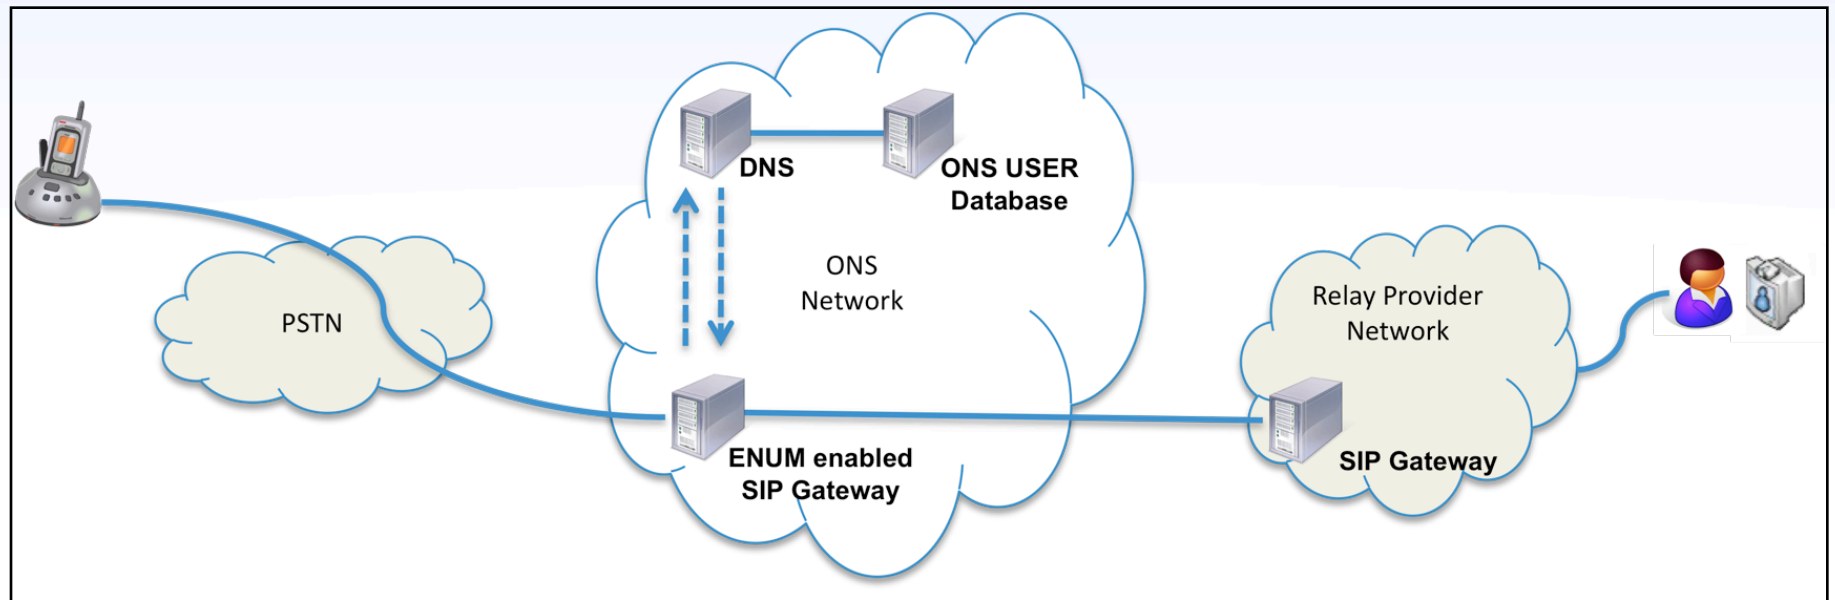 DNS
ONS USER
Database
ONS
Network
PSTN
Relay Provider
Network
ENUM enabled
SIP Gateway
SIP Gateway